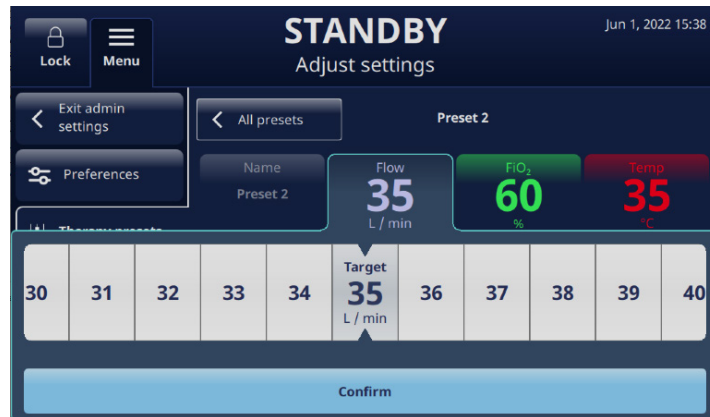 STANDBY
Jun 1, 2022 15:38
Lock
Menu
Adjust settings
Exit admin
settings
All presets
Preset 2
Preferences
Name
Flow
FiO₂
Temp
Preset 2
35
60
35
L / min
%
°C
Therapy presets
Target
30 31 32 33 34 35 36 37 38 39 40
L / min
Confirm